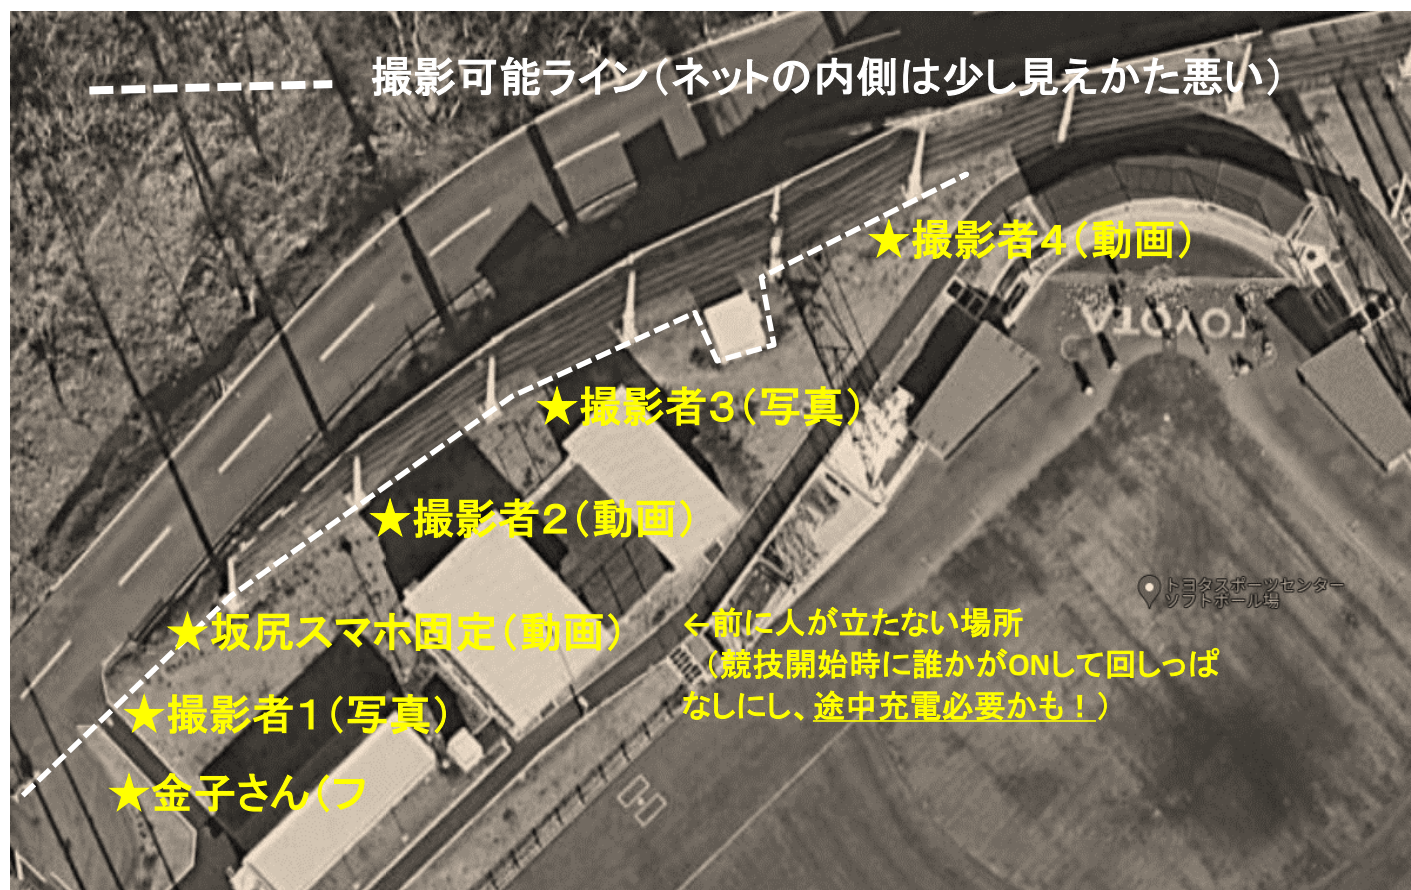 撮影可能ライン（ネットの内側は少し見えかた悪い）
★撮影者４（動画）
TOYOTA
★撮影者３（写真）
★撮影者２（動画）
トヨタスポーツセンター
ソフトボール場
★坂尻スマホ固定（動画）
←前に人が立たない場所
（競技開始時に誰かがONして回しっぱ
なしにし、途中充電必要かも！）
★撮影者１（写真）
★金子さん（フ